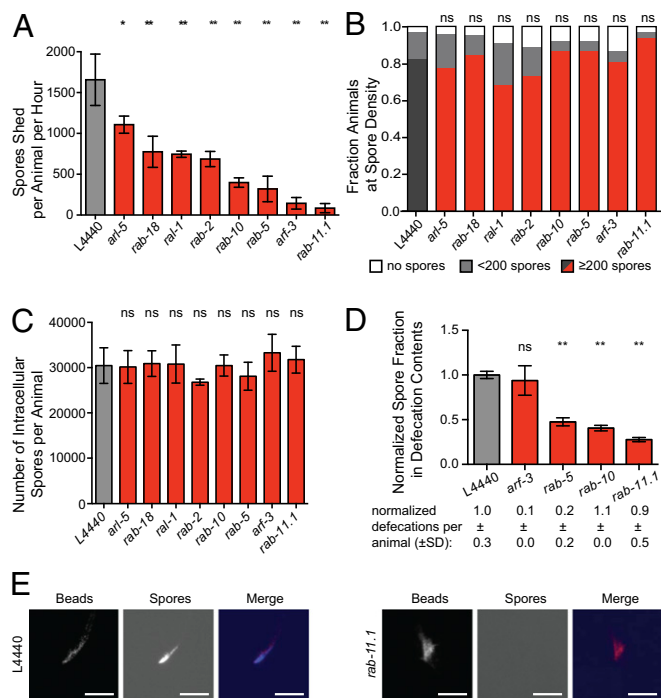 A
* ** ** ** ** ** ** **
Spores Shed
per Animal per Hour
2000
1500
1000
500
0
L4440 arl-5 rab-18 ral-1 rab-2 rab-10 rab-5 arf-3 rab-11.1
B
ns ns ns ns ns ns ns ns
Fraction Animals
at Spore Density
1.0
0.8
0.6
0.4
0.2
0.0
L4440 arl-5 rab-18 ral-1 rab-2 rab-10 rab-5 arf-3 rab-11.1
no spores <200 spores ≥200 spores
C
ns ns ns ns ns ns ns ns
Number of Intracellular
Spores per Animal
40000
30000
20000
10000
0
L4440 arl-5 rab-18 ral-1 rab-2 rab-10 rab-5 arf-3 rab-11.1
D
ns ** ** **
Normalized Spore Fraction
in Defecation Contents
1.5
1.0
0.5
0.0
L4440 arf-3 rab-5 rab-10 rab-11.1
normalized 1.0 0.1 0.2 1.1 0.9
defecations per ± ± ± ± ±
animal (±SD): 0.3 0.0 0.2 0.0 0.5
E
Beads Spores Merge
L4440
Beads Spores Merge
rab-11.1